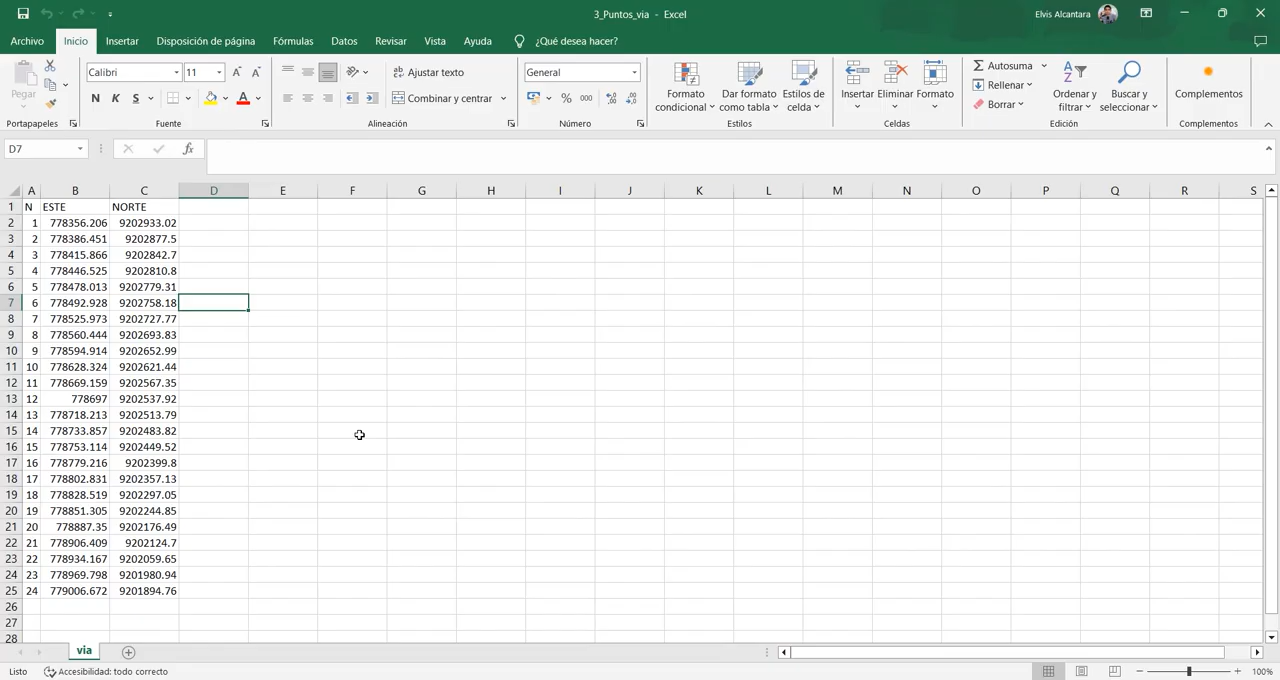 3_Puntos_via - Excel
Elvis Alcantara
Archivo Inicio Insertar Disposición de página Fórmulas Datos Revisar Vista Ayuda ¿Qué desea hacer?
Pegar
Portapapeles
Calibri 11
N K S
Fuente
Ajustar texto
Combinar y centrar
Alineación
General
% 000
Número
Formato condicional
Dar formato como tabla
Estilos de celda
Estilos
Insertar Eliminar Formato
Celdas
Autosuma
Rellenar
Borrar
Ordenar y filtrar
Buscar y seleccionar
Edición
Complementos
Complementos
D7 fx
A B C D E F G H I J K L M N O P Q R S
1 N ESTE NORTE
2 1 778356.206 9202933.02
3 2 778386.451 9202877.5
4 3 778415.866 9202842.7
5 4 778446.525 9202810.8
6 5 778478.013 9202779.31
7 6 778492.928 9202758.18
8 7 778525.973 9202727.77
9 8 778560.444 9202693.83
10 9 778594.914 9202652.99
11 10 778628.324 9202621.44
12 11 778669.159 9202567.35
13 12 778697 9202537.92
14 13 778718.213 9202513.79
15 14 778733.857 9202483.82
16 15 778753.114 9202449.52
17 16 778779.216 9202399.8
18 17 778802.831 9202357.13
19 18 778828.519 9202297.05
20 19 778851.305 9202244.85
21 20 778887.35 9202176.49
22 21 778906.409 9202124.7
23 22 778934.167 9202059.65
24 23 778969.798 9201980.94
25 24 779006.672 9201894.76
26
27
28
via
Listo Accesibilidad: todo correcto 100%